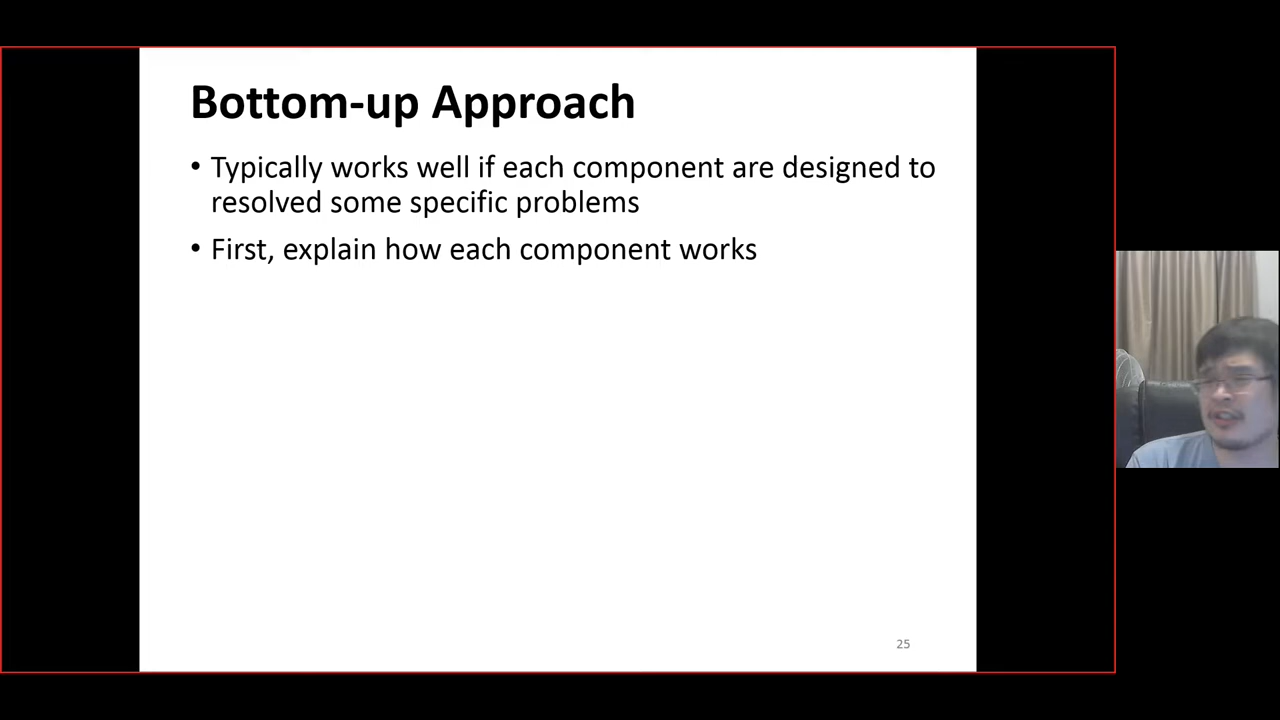 Bottom-up Approach
• Typically works well if each component are designed to
resolved some specific problems
• First, explain how each component works
25